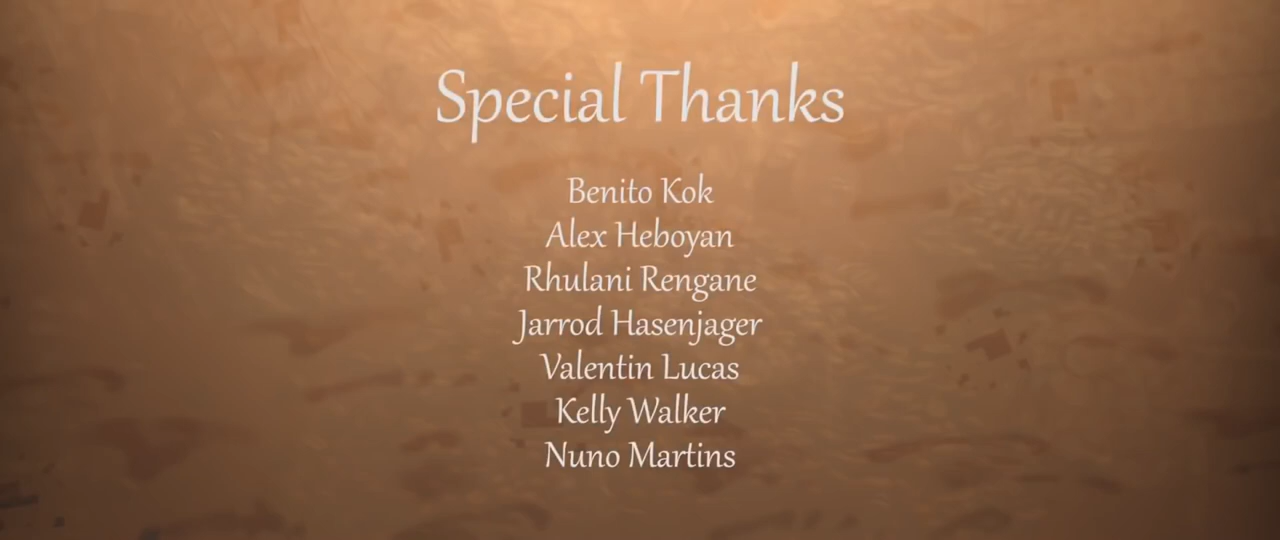 Special Thanks
Benito Kok
Alex Heboyan
Rhulani Rengane
Jarrod Hasenjager
Valentin Lucas
Kelly Walker
Nuno Martins